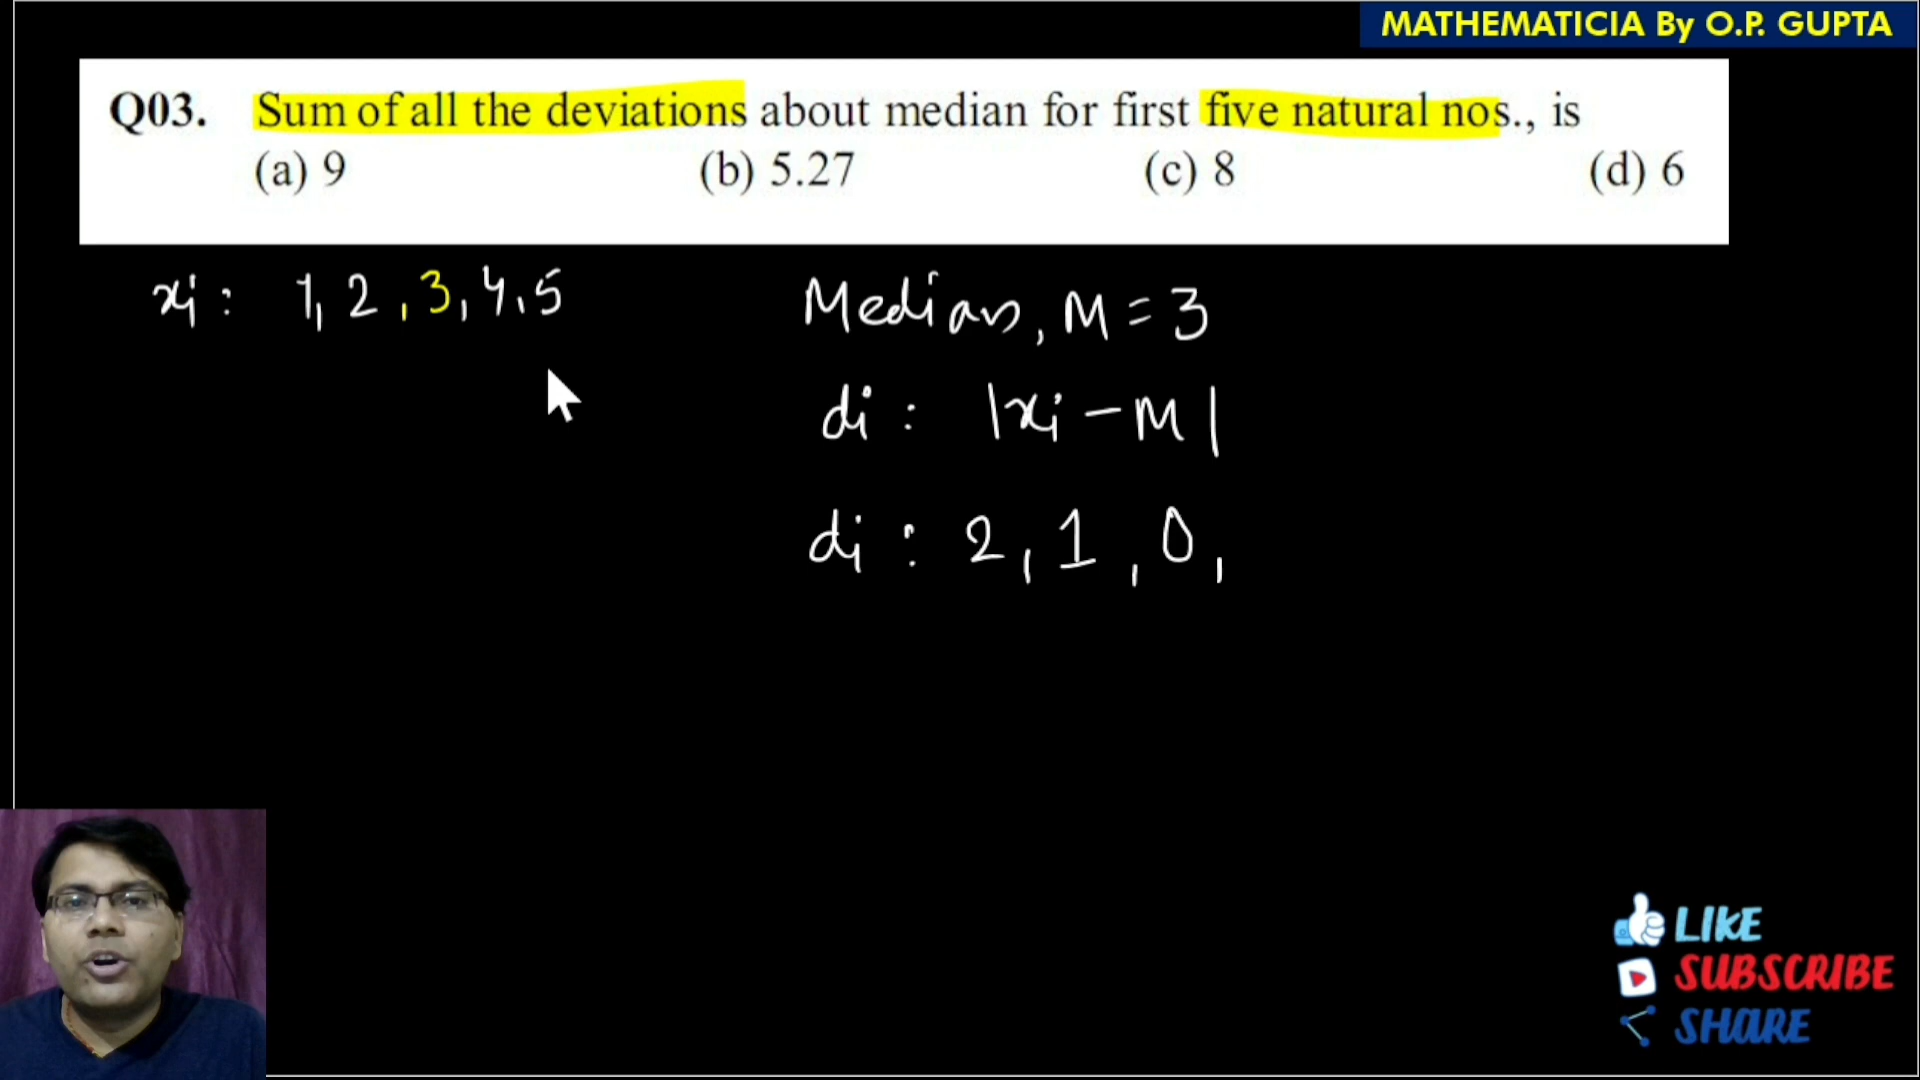 MATHEMATICIA By O.P. GUPTA
Q03. Sum of all the deviations about median for first five natural nos., is
(a) 9 (b) 5.27 (c) 8 (d) 6
xi : 1, 2, 3, 4, 5 Median, M = 3
di : |xi - M|
di : 2, 1, 0,
LIKE
SUBSCRIBE
SHARE